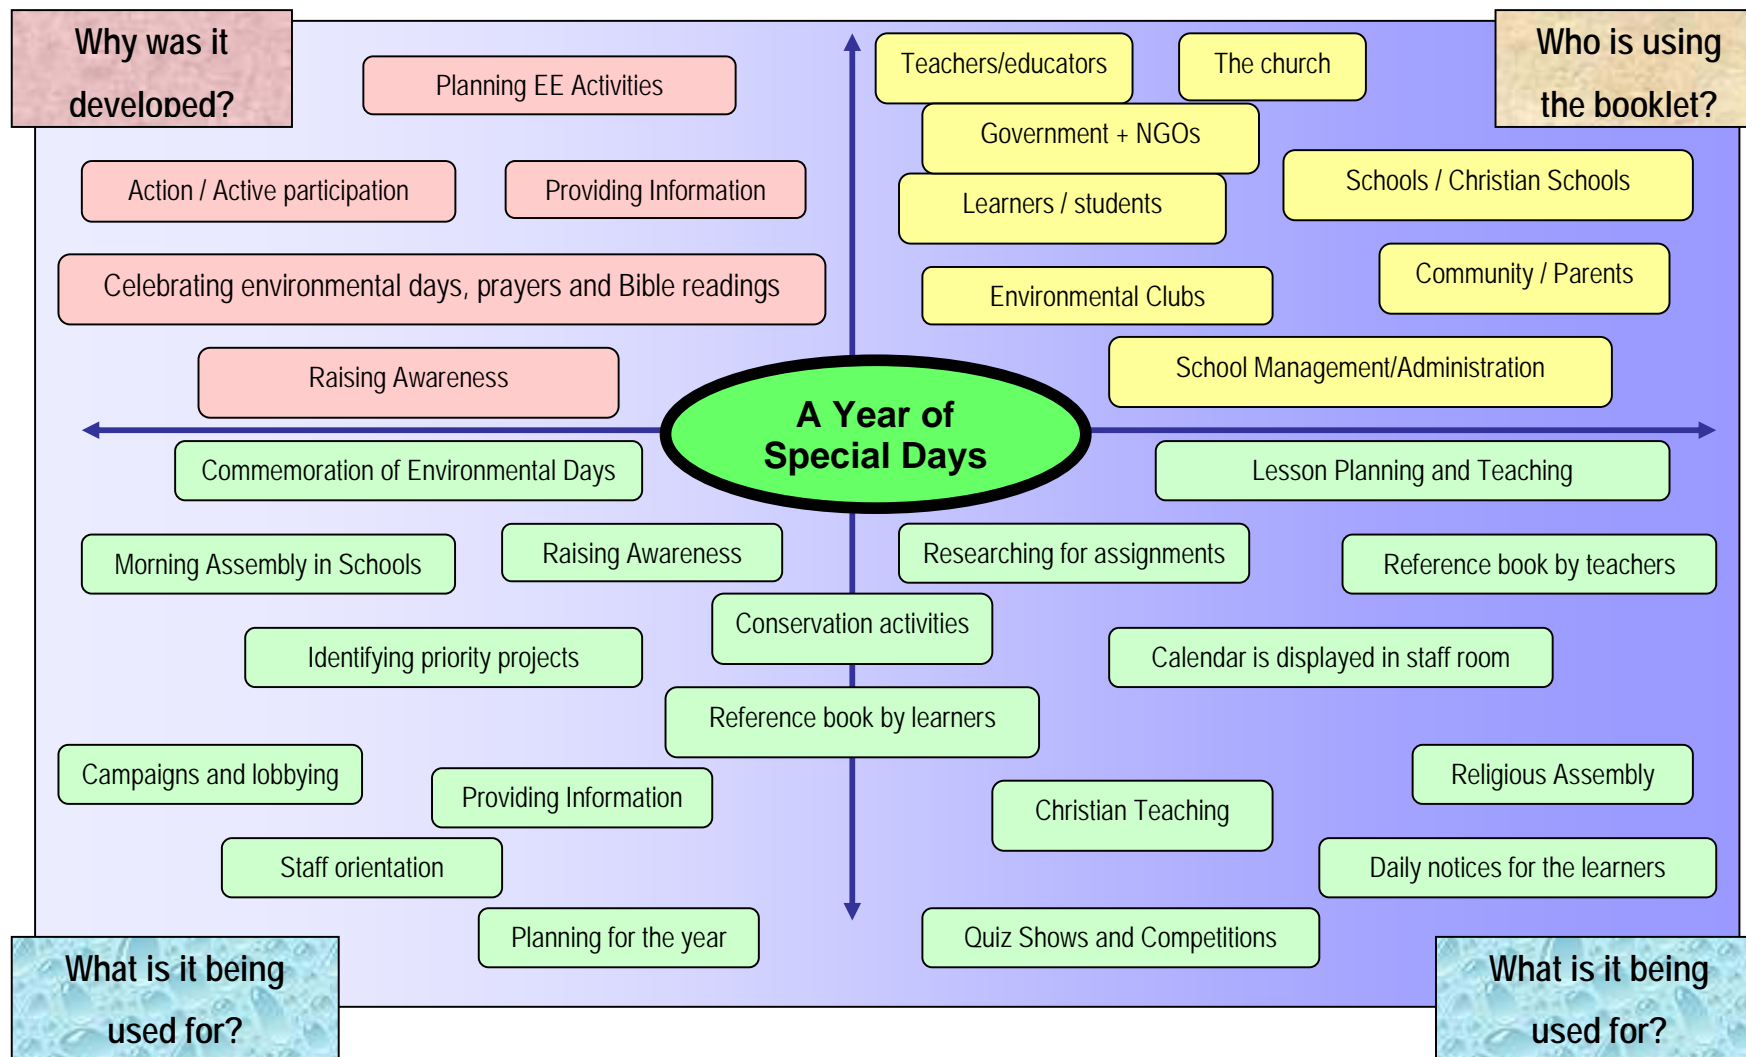 Why was it
developed?
Planning EE Activities
Action / Active participation
Providing Information
Celebrating environmental days, prayers and Bible readings
Raising Awareness
Who is using
the booklet?
Teachers/educators
The church
Government + NGOs
Schools / Christian Schools
Learners / students
Community / Parents
Environmental Clubs
School Management/Administration
A Year of
Special Days
Commemoration of Environmental Days
Morning Assembly in Schools
Raising Awareness
Identifying priority projects
Conservation activities
Reference book by learners
Campaigns and lobbying
Providing Information
Staff orientation
Planning for the year
What is it being
used for?
Lesson Planning and Teaching
Researching for assignments
Reference book by teachers
Calendar is displayed in staff room
Religious Assembly
Christian Teaching
Daily notices for the learners
Quiz Shows and Competitions
What is it being
used for?